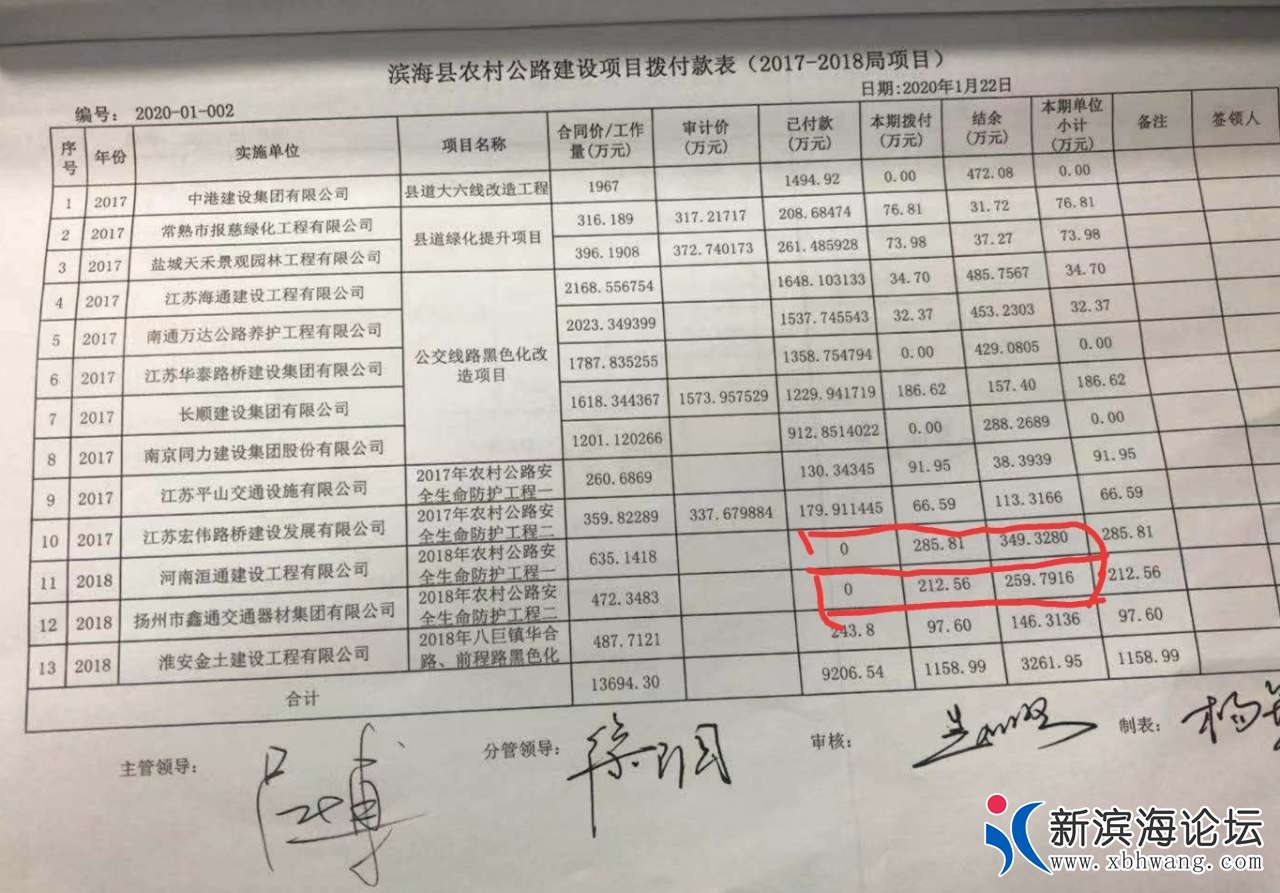 滨海县农村公路建设项目拨付款表（2017-2018局项目）
编号： 2020-01-002 日期:2020年1月22日
序号 年份 实施单位 项目名称 合同价/工作量(万元) 审计价(万元) 已付款(万元) 本期拨付(万元) 结余(万元) 本期单位小计(万元) 备注 签领人
1 2017 中港建设集团有限公司 县道大六线改造工程 1967 1494.92 0.00 472.08 0.00
2 2017 常熟市报慈绿化工程有限公司 县道绿化提升项目 316.189 317.21717 208.68474 76.81 31.72 76.81
3 2017 盐城天禾景观园林工程有限公司 396.1908 372.740173 261.485928 73.98 37.27 73.98
4 2017 江苏海通建设工程有限公司 公交线路黑色化改造项目 2168.556754 1648.103133 34.70 485.7567 34.70
5 2017 南通万达公路养护工程有限公司 2023.349399 1537.745543 32.37 453.2303 32.37
6 2017 江苏华泰路桥建设集团有限公司 1787.835255 1358.754794 0.00 429.0805 0.00
7 2017 长顺建设集团有限公司 1618.344367 1573.957529 1229.941719 186.62 157.40 186.62
8 2017 南京同力建设集团股份有限公司 1201.120266 912.8514022 0.00 288.2689 0.00
9 2017 江苏平山交通设施有限公司 2017年农村公路安全生命防护工程一 260.6869 130.34345 91.95 38.3939 91.95
10 2017 江苏宏伟路桥建设发展有限公司 2017年农村公路安全生命防护工程二 359.82289 337.679884 179.911445 66.59 113.3166 66.59
11 2018 河南洹通建设工程有限公司 2018年农村公路安全生命防护工程一 635.1418 0 285.81 349.3280 285.81
12 2018 扬州市鑫通交通器材集团有限公司 2018年农村公路安全生命防护工程二 472.3483 0 212.56 259.7916 212.56
13 2018 淮安金土建设工程有限公司 2018年八巨镇华合路、前程路黑色化 487.7121 243.8 97.60 146.3136 97.60
合计 13694.30 9206.54 1158.99 3261.95 1158.99
主管领导： 分管领导： 审核： 制表：
新滨海论坛
www.xbhwang.com